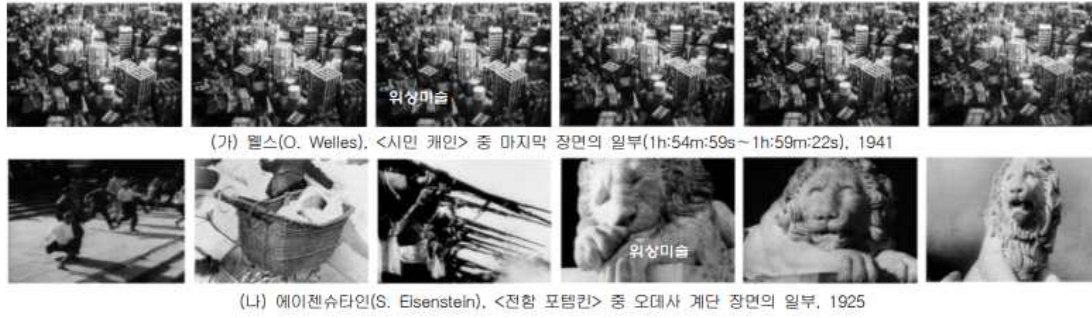 위상미술
(가) 웰스(O. Welles), <시민 캐인> 중 마지막 장면의 일부(1h:54m:59s~1h:59m:22s), 1941
위상미술
(나) 에이젠슈타인(S. Eisenstein), <전함 포템킨> 중 오데사 계단 장면의 일부, 1925